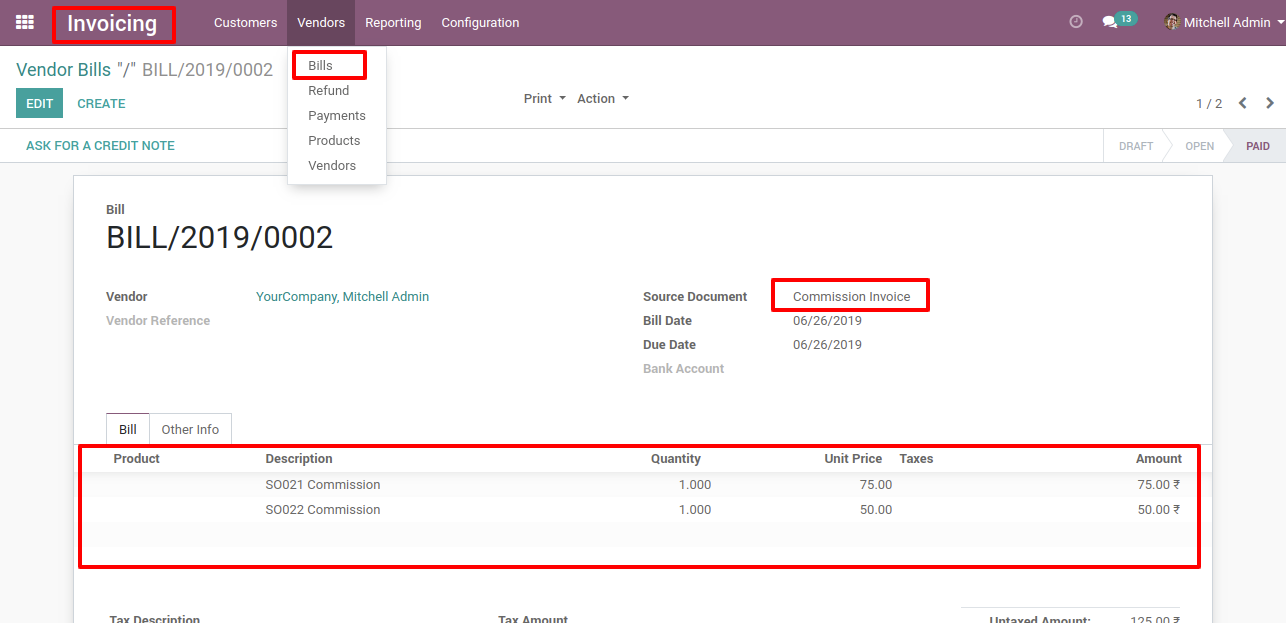 Invoicing Customers Vendors Reporting Configuration 13 Mitchell Admin
Bills
Refund
Payments
Products
Vendors
Vendor Bills "/" BILL/2019/0002
EDIT CREATE Print Action 1 / 2
ASK FOR A CREDIT NOTE DRAFT OPEN PAID
Bill
BILL/2019/0002
Vendor YourCompany, Mitchell Admin Source Document Commission Invoice
Vendor Reference Bill Date 06/26/2019
Due Date 06/26/2019
Bank Account
Bill Other Info
Product Description Quantity Unit Price Taxes Amount
SO021 Commission 1.000 75.00 75.00 ₹
SO022 Commission 1.000 50.00 50.00 ₹
Tax Description Tax Amount Untaxed Amount: 125.00 ₹